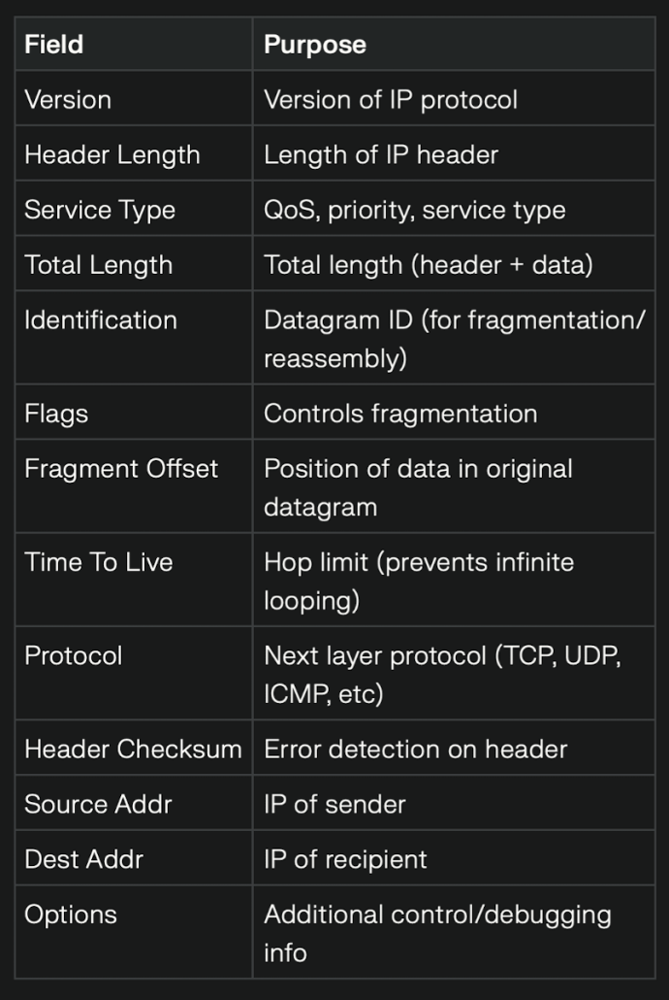 Field Purpose
Version Version of IP protocol
Header Length Length of IP header
Service Type QoS, priority, service type
Total Length Total length (header + data)
Identification Datagram ID (for fragmentation/
reassembly)
Flags Controls fragmentation
Fragment Offset Position of data in original
datagram
Time To Live Hop limit (prevents infinite
looping)
Protocol Next layer protocol (TCP, UDP,
ICMP, etc)
Header Checksum Error detection on header
Source Addr IP of sender
Dest Addr IP of recipient
Options Additional control/debugging
info